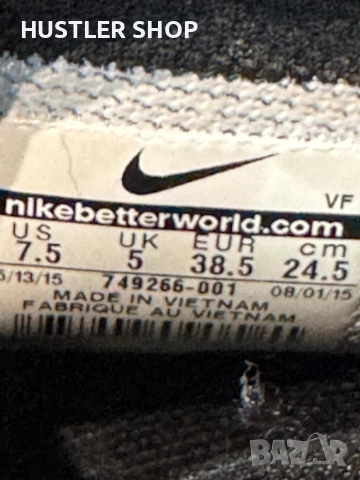 HUSTLER SHOP
VF
nikebetterworld.com
US UK EUR cm
7.5 5 38.5 24.5
5/13/15 749266-001 08/01/15
MADE IN VIETNAM
FABRIQUE AU VIETNAM
BAZAR